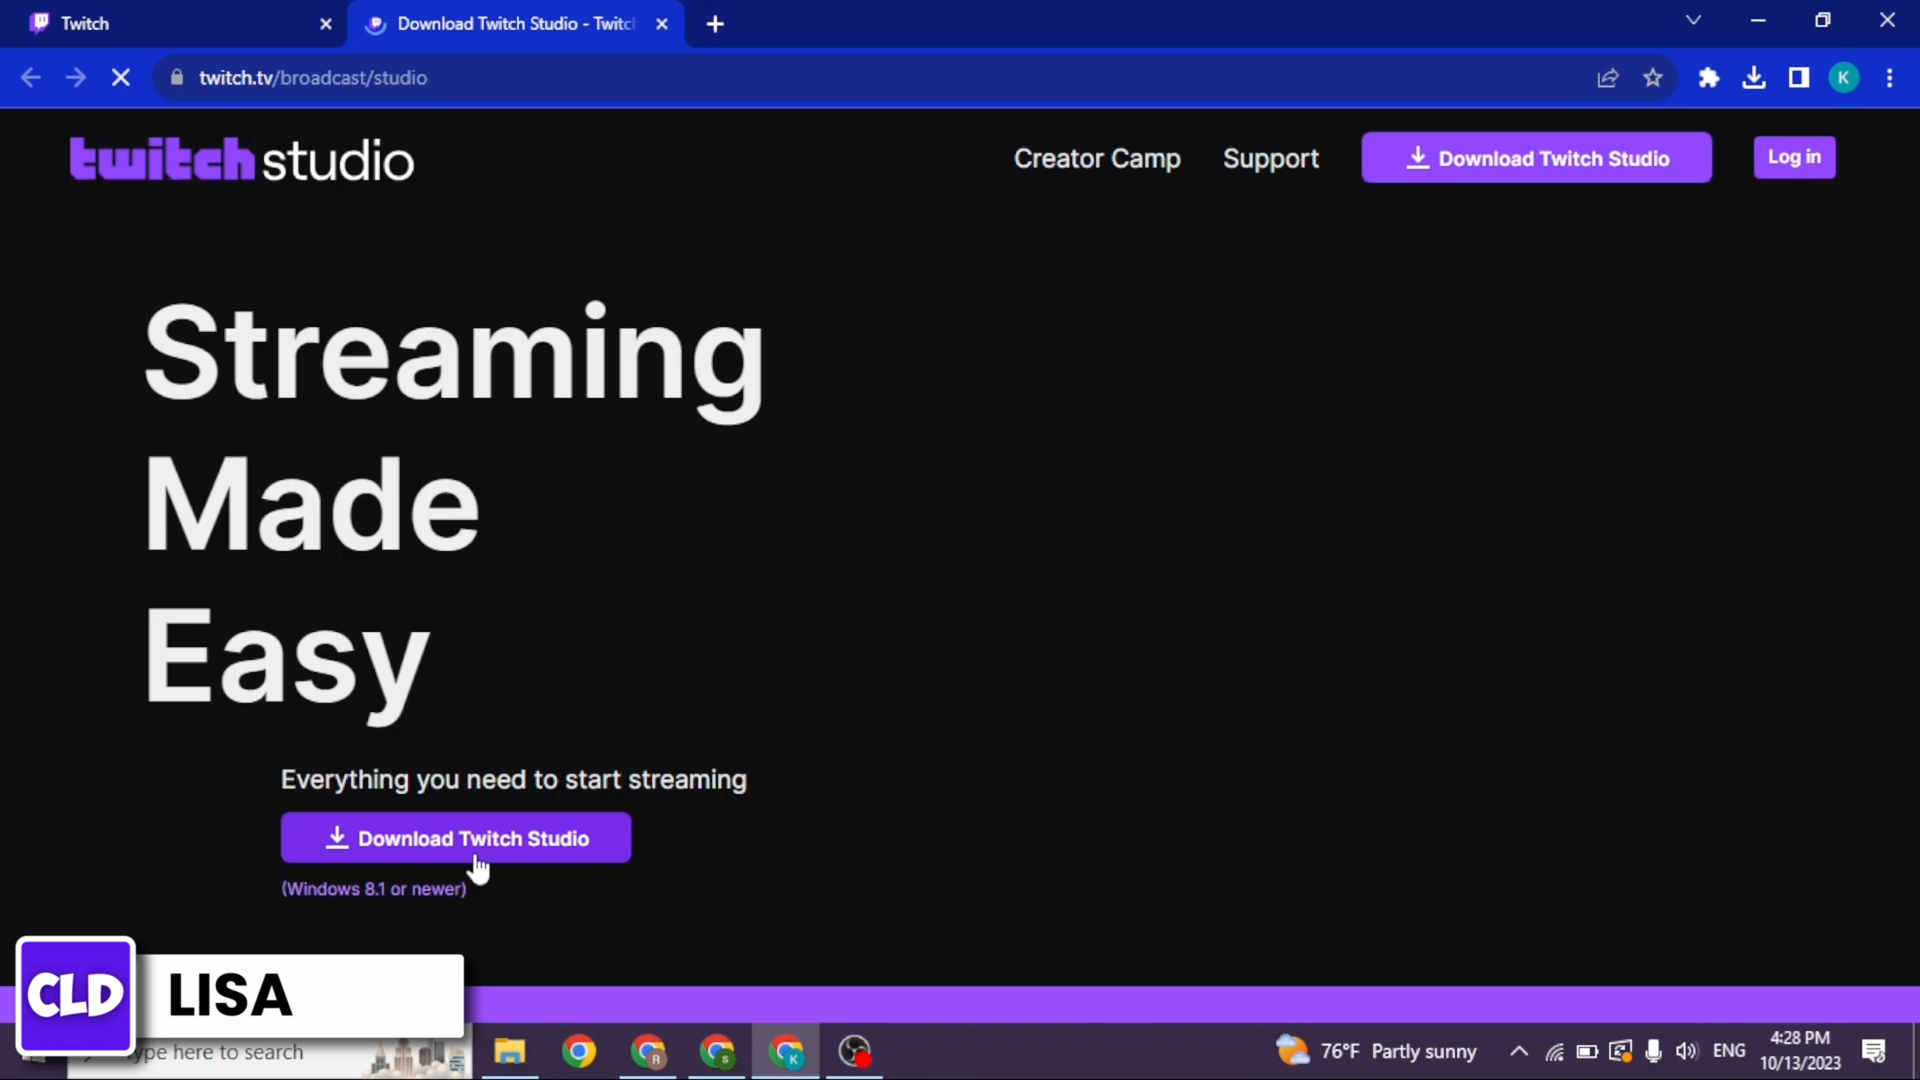 Twitch
Download Twitch Studio - Twitch
twitch.tv/broadcast/studio
K
twitch studio
Creator Camp
Support
Download Twitch Studio
Log in
Streaming
Made
Easy
Everything you need to start streaming
Download Twitch Studio
(Windows 8.1 or newer)
CLD
LISA
ype here to search
R
S
K
76°F Partly sunny
ENG
4:28 PM
10/13/2023